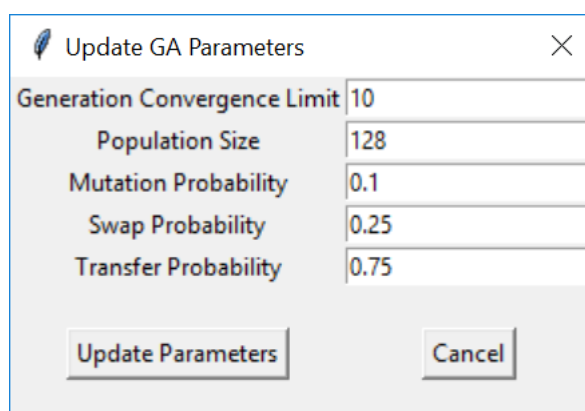 Update GA Parameters
Generation Convergence Limit 10
Population Size 128
Mutation Probability 0.1
Swap Probability 0.25
Transfer Probability 0.75
Update Parameters Cancel